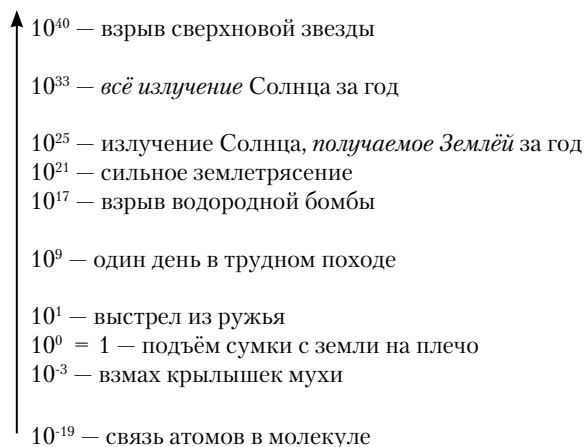 10⁴⁰ — взрыв сверхновой звезды
10³³ — всё излучение Солнца за год
10²⁵ — излучение Солнца, получаемое Землёй за год
10²¹ — сильное землетрясение
10¹⁷ — взрыв водородной бомбы
10⁹ — один день в трудном походе
10¹ — выстрел из ружья
10⁰ = 1 — подъём сумки с земли на плечо
10⁻³ — взмах крылышек мухи
10⁻¹⁹ — связь атомов в молекуле